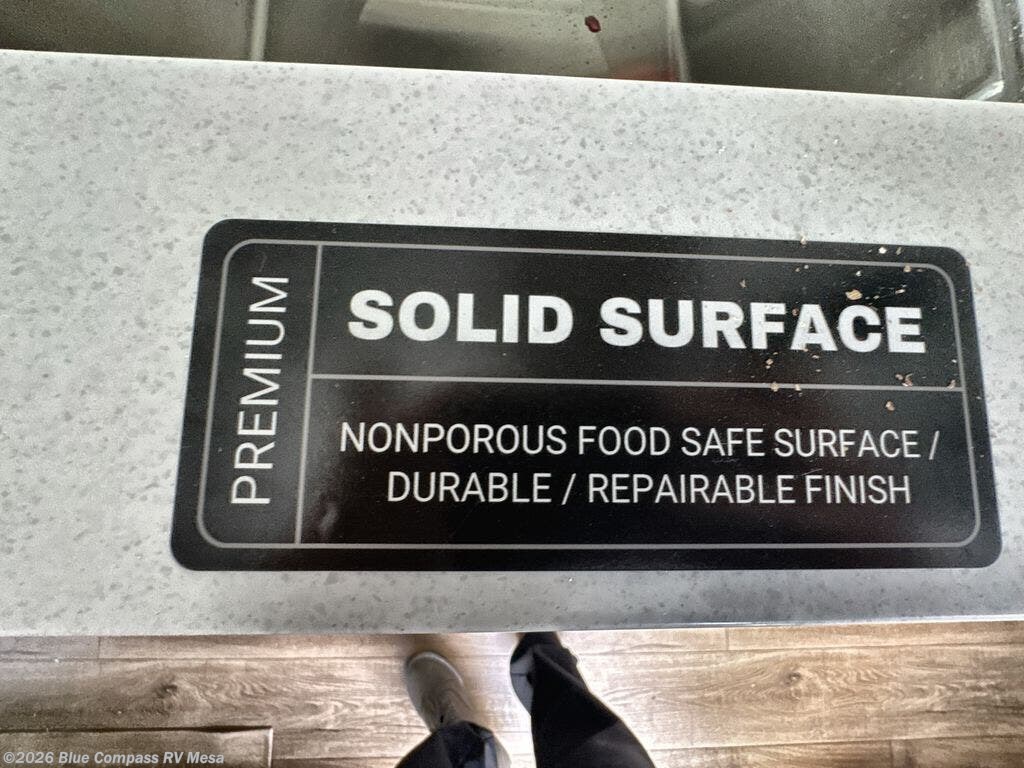 PREMIUM
SOLID SURFACE
NONPOROUS FOOD SAFE SURFACE /
DURABLE / REPAIRABLE FINISH
©2026 Blue Compass RV Mesa